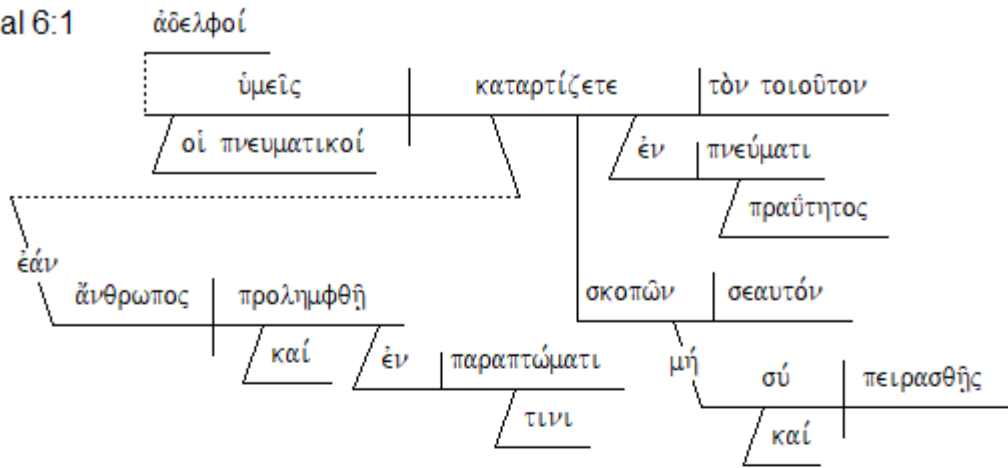 al 6:1 ἀδελφοί
ὑμεῖς καταρτίζετε τὸν τοιοῦτον
οἱ πνευματικοί ἐν πνεύματι
πραΰτητος
ἐάν
ἄνθρωπος προλημφθῇ σκοπῶν σεαυτόν
καί ἐν παραπτώματι μή
σύ πειρασθῇς
τινι καί